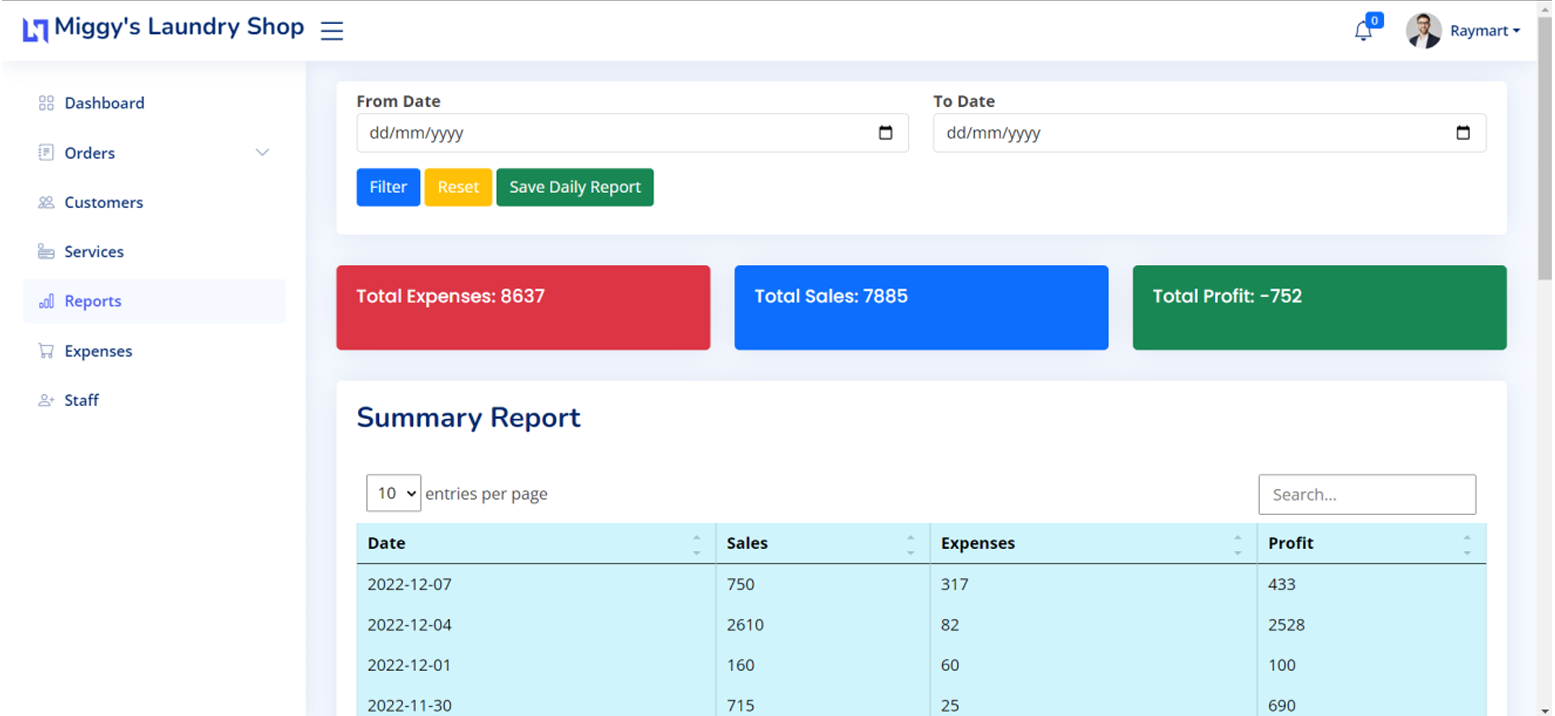 Miggy's Laundry Shop
0
Raymart
Dashboard
Orders
Customers
Services
Reports
Expenses
Staff
From Date To Date
dd/mm/yyyy dd/mm/yyyy
Filter Reset Save Daily Report
Total Expenses: 8637 Total Sales: 7885 Total Profit: -752
Summary Report
10 entries per page Search...
Date Sales Expenses Profit
2022-12-07 750 317 433
2022-12-04 2610 82 2528
2022-12-01 160 60 100
2022-11-30 715 25 690